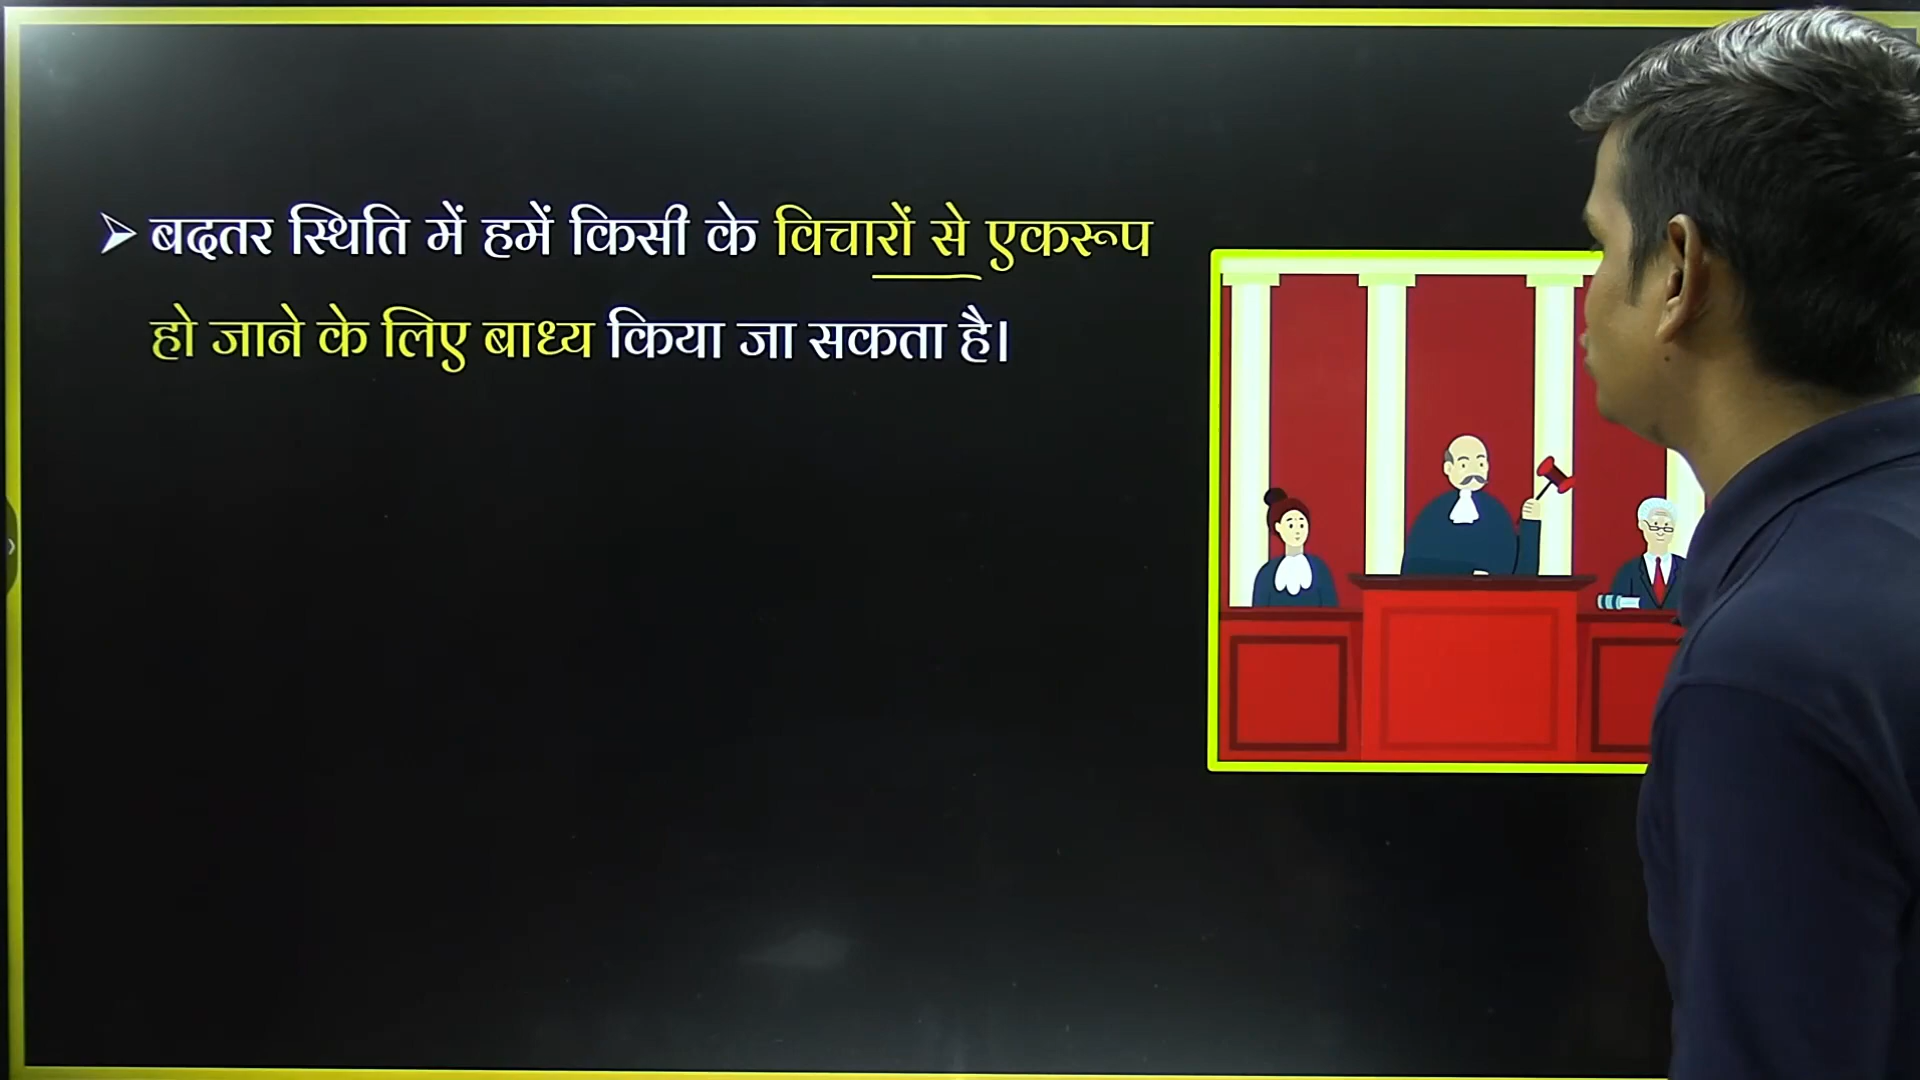 बदतर स्थिति में हमें किसी के विचारों से एकरूप
हो जाने के लिए बाध्य किया जा सकता है।